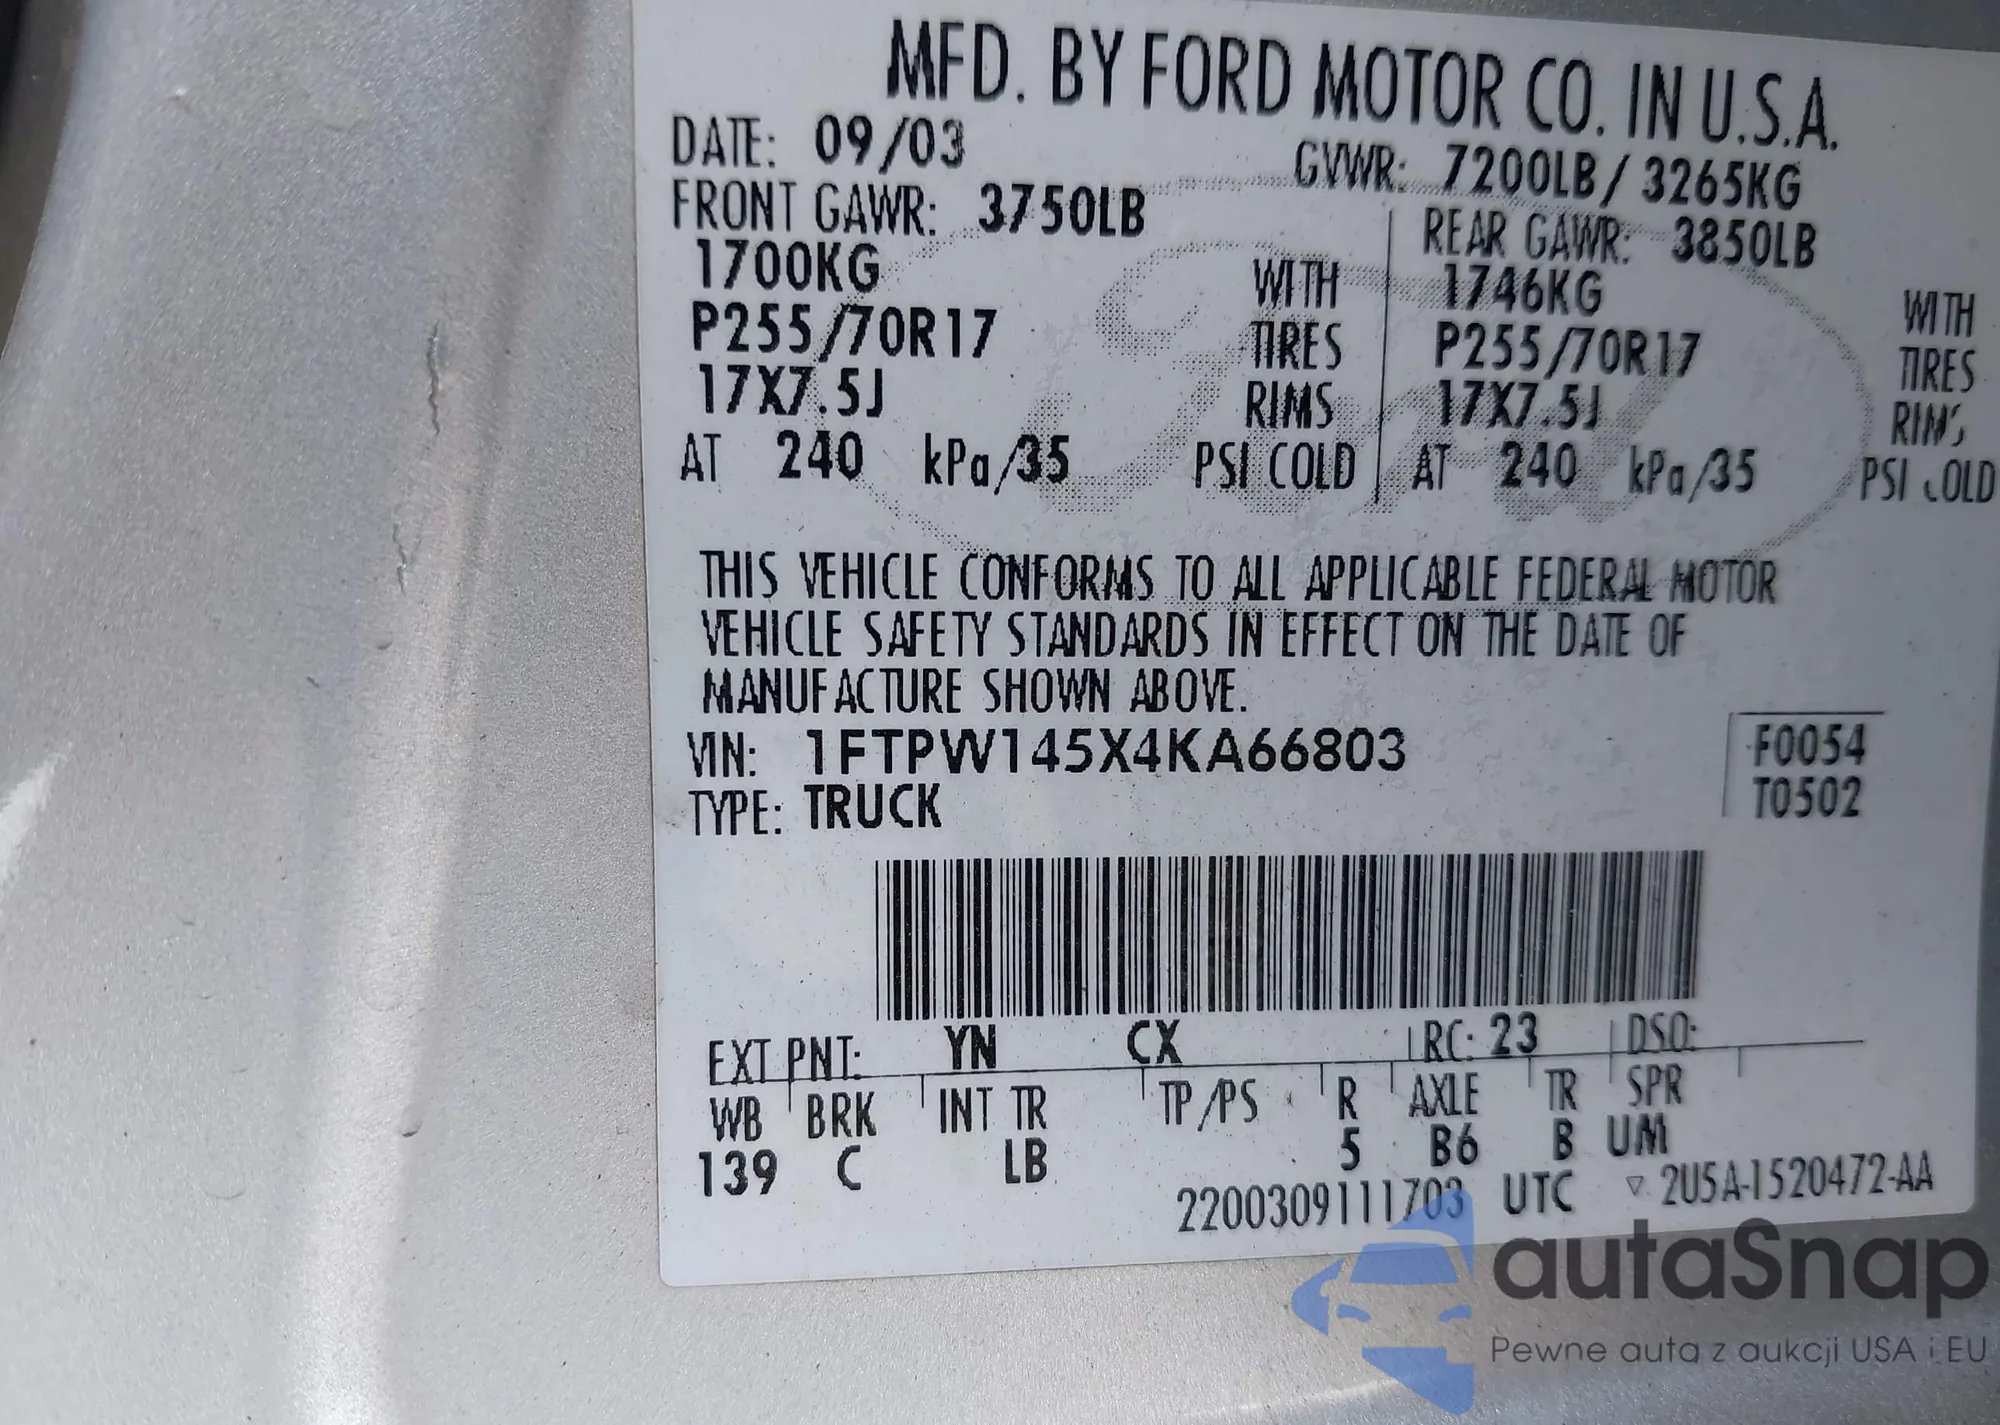 MFD. BY FORD MOTOR CO. IN U.S.A.
DATE: 09/03 GVWR: 7200LB / 3265KG
FRONT GAWR: 3750LB REAR GAWR: 3850LB
1700KG WITH 1746KG WITH
P255/70R17 TIRES P255/70R17 TIRES
17X7.5J RIMS 17X7.5J RIMS
AT 240 kPa/35 PSI COLD AT 240 kPa/35 PSI COLD
THIS VEHICLE CONFORMS TO ALL APPLICABLE FEDERAL MOTOR
VEHICLE SAFETY STANDARDS IN EFFECT ON THE DATE OF
MANUFACTURE SHOWN ABOVE.
VIN: 1FTPW145X4KA66803 F0054
TYPE: TRUCK T0502
EXT PNT: YN CX RC: 23 DSO:
WB BRK INT TR TP/PS R AXLE TR SPR
139 C LB 5 B6 B UM
2200309111703 UTC ▽ 2U5A-1520472-AA
autaSnap
Pewne auta z aukcji USA i EU